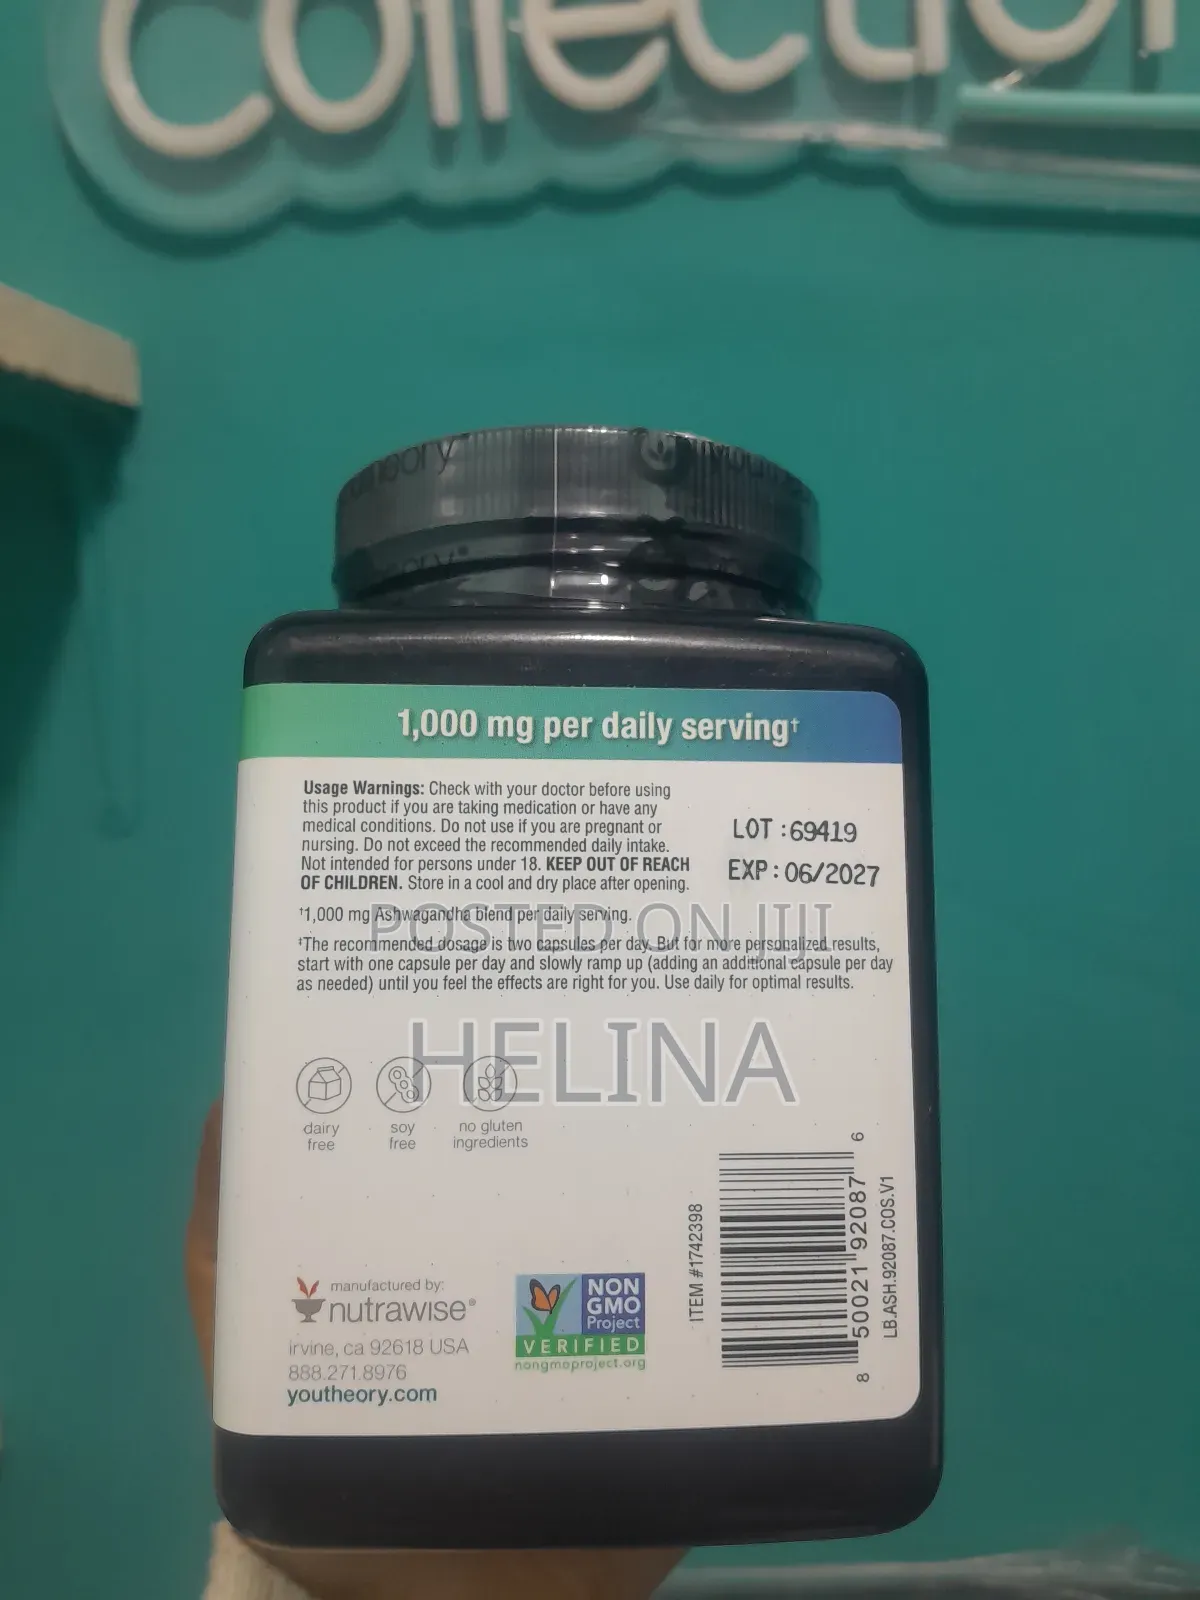 Collection
youtheory
1,000 mg per daily serving†
Usage Warnings: Check with your doctor before using
this product if you are taking medication or have any
medical conditions. Do not use if you are pregnant or
nursing. Do not exceed the recommended daily intake.
Not intended for persons under 18. KEEP OUT OF REACH
OF CHILDREN. Store in a cool and dry place after opening.
LOT :69419
EXP : 06/2027
†1,000 mg Ashwagandha blend per daily serving.
POSTED ON JIJI
‡The recommended dosage is two capsules per day. But for more personalized results,
start with one capsule per day and slowly ramp up (adding an additional capsule per day
as needed) until you feel the effects are right for you. Use daily for optimal results.
HELINA
dairy
free
soy
free
no gluten
ingredients
manufactured by:
nutrawise®
irvine, ca 92618 USA
888.271.8976
youtheory.com
NON
GMO
Project
VERIFIED
nongmoproject.org
ITEM #1742398
8 50021 92087 6
LB.ASH.92087.COS.V1